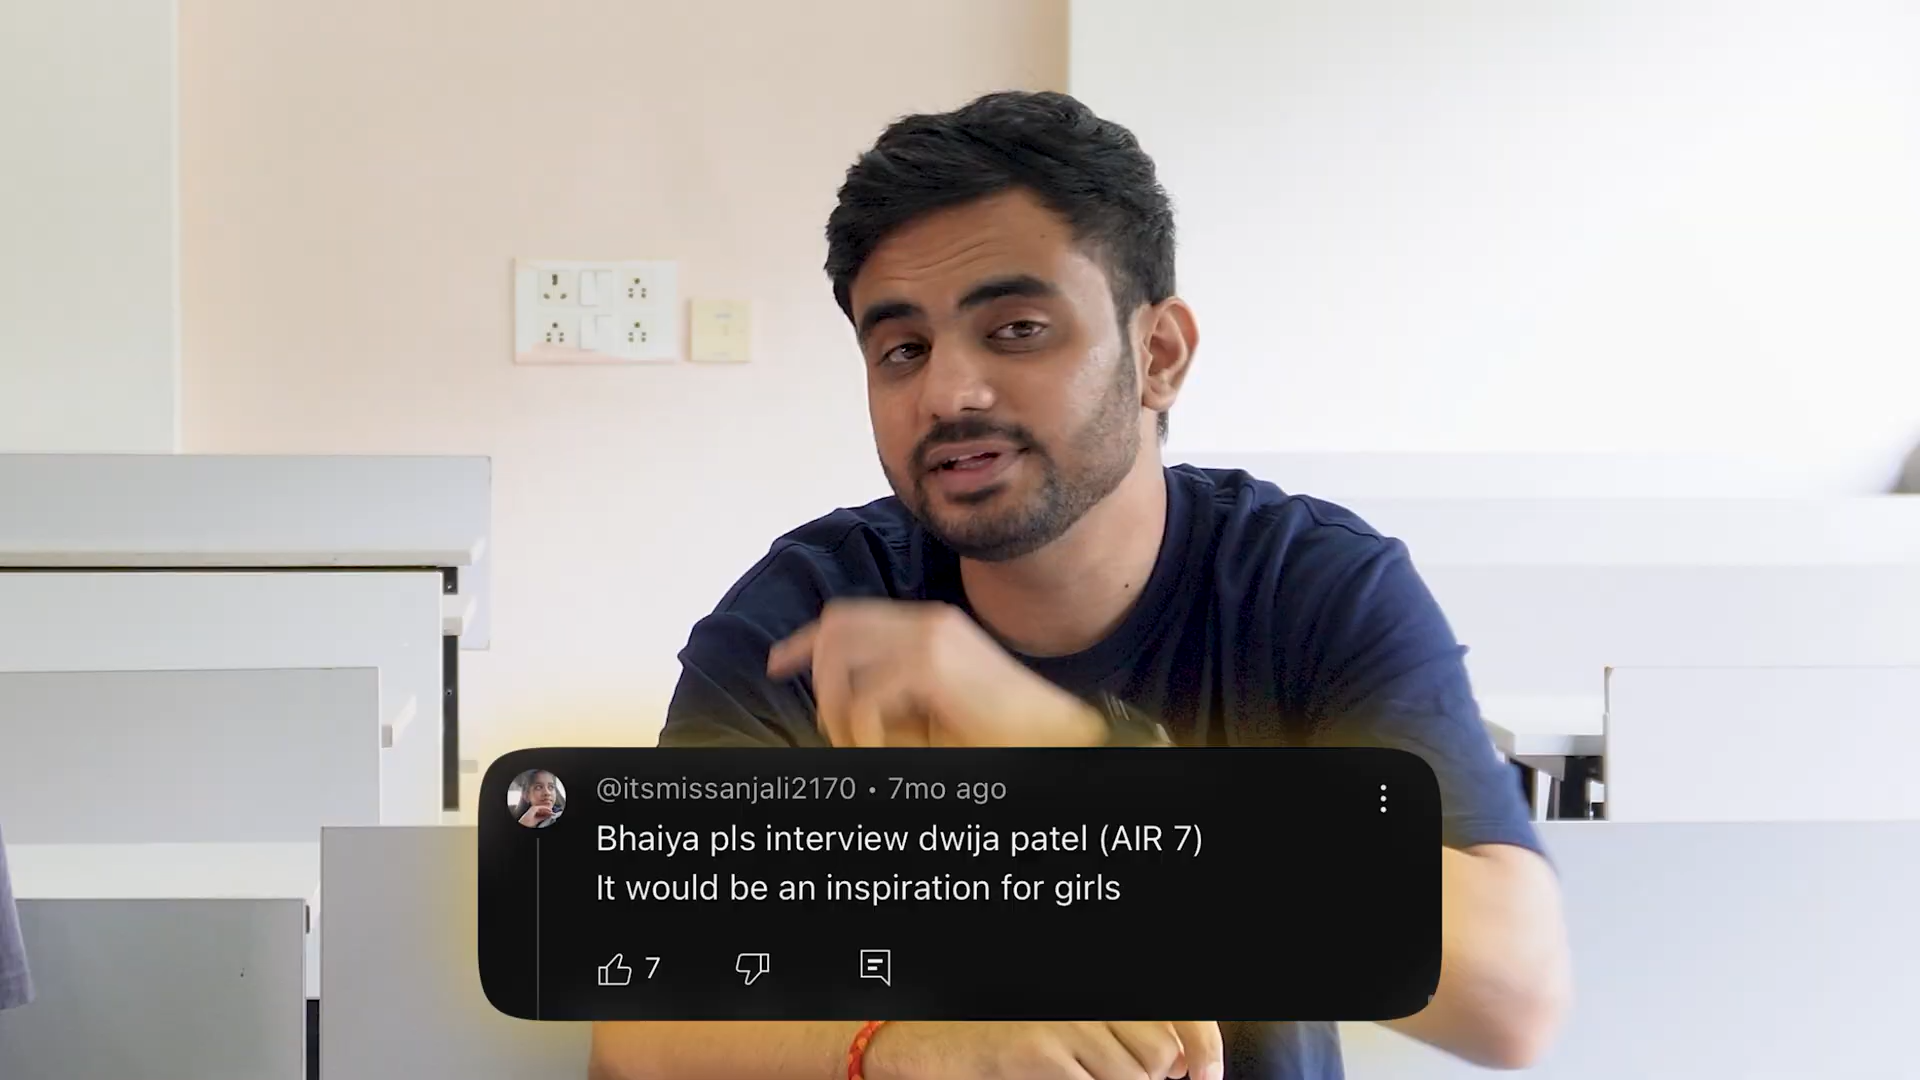 @itsmissanjali2170 • 7mo ago
Bhaiya pls interview dwija patel (AIR 7)
It would be an inspiration for girls
7